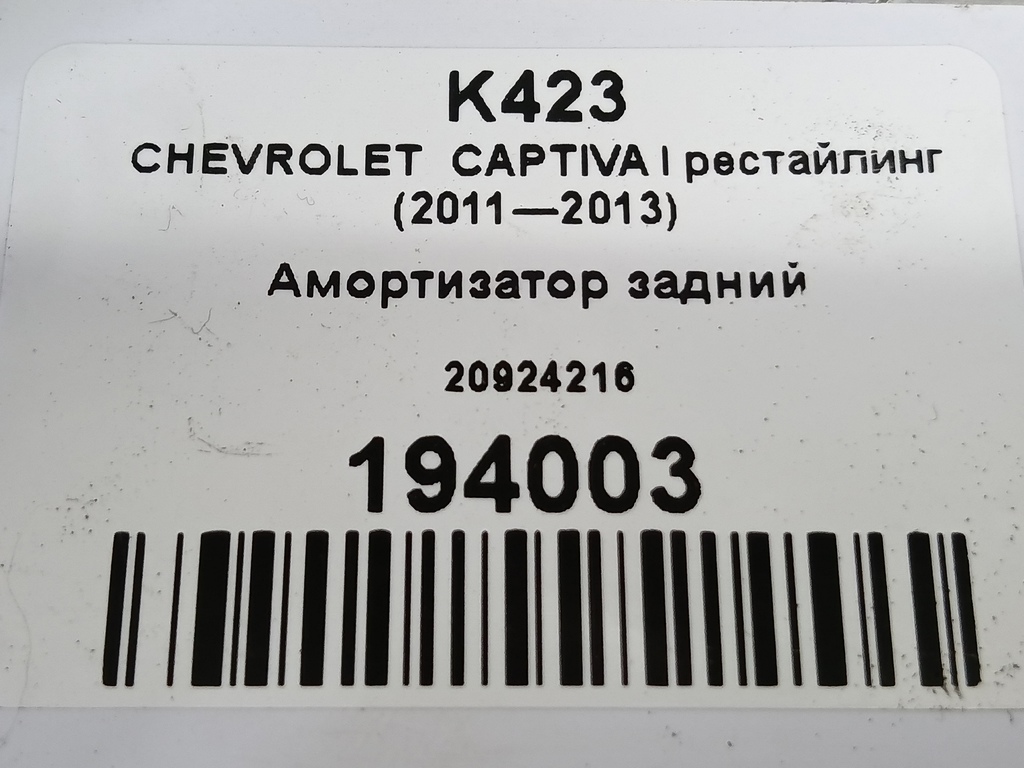 K423
CHEVROLET CAPTIVA I рестайлинг
(2011—2013)
Амортизатор задний
20924216
194003